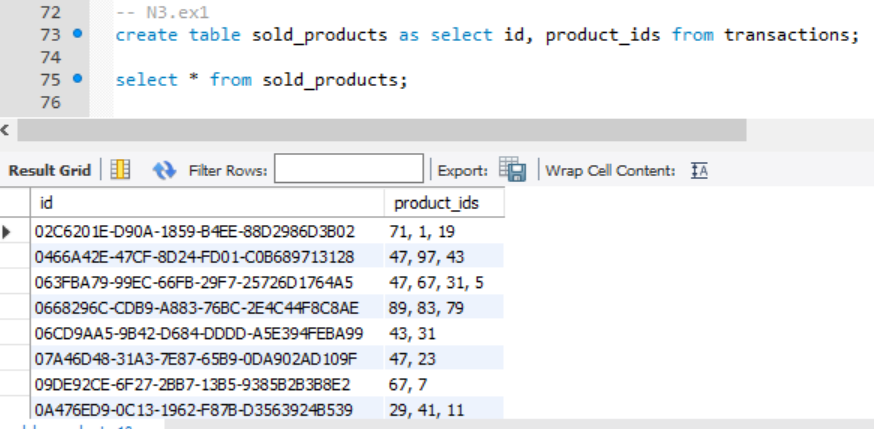 72 -- N3.ex1
73 create table sold_products as select id, product_ids from transactions;
74
75 select * from sold_products;
76
Result Grid Filter Rows: Export: Wrap Cell Content: IA
id product_ids
02C6201E-D90A-1859-B4EE-88D2986D3B02 71, 1, 19
0466A42E-47CF-8D24-FD01-C0B689713128 47, 97, 43
063FBA79-99EC-66FB-29F7-25726D1764A5 47, 67, 31, 5
0668296C-CDB9-A883-76BC-2E4C44F8C8AE 89, 83, 79
06CD9AA5-9B42-D684-DDDD-A5E394FEBA99 43, 31
07A46D48-31A3-7E87-65B9-0DA902AD109F 47, 23
09DE92CE-6F27-2BB7-13B5-9385B2B3B8E2 67, 7
0A476ED9-0C13-1962-F87B-D3563924B539 29, 41, 11